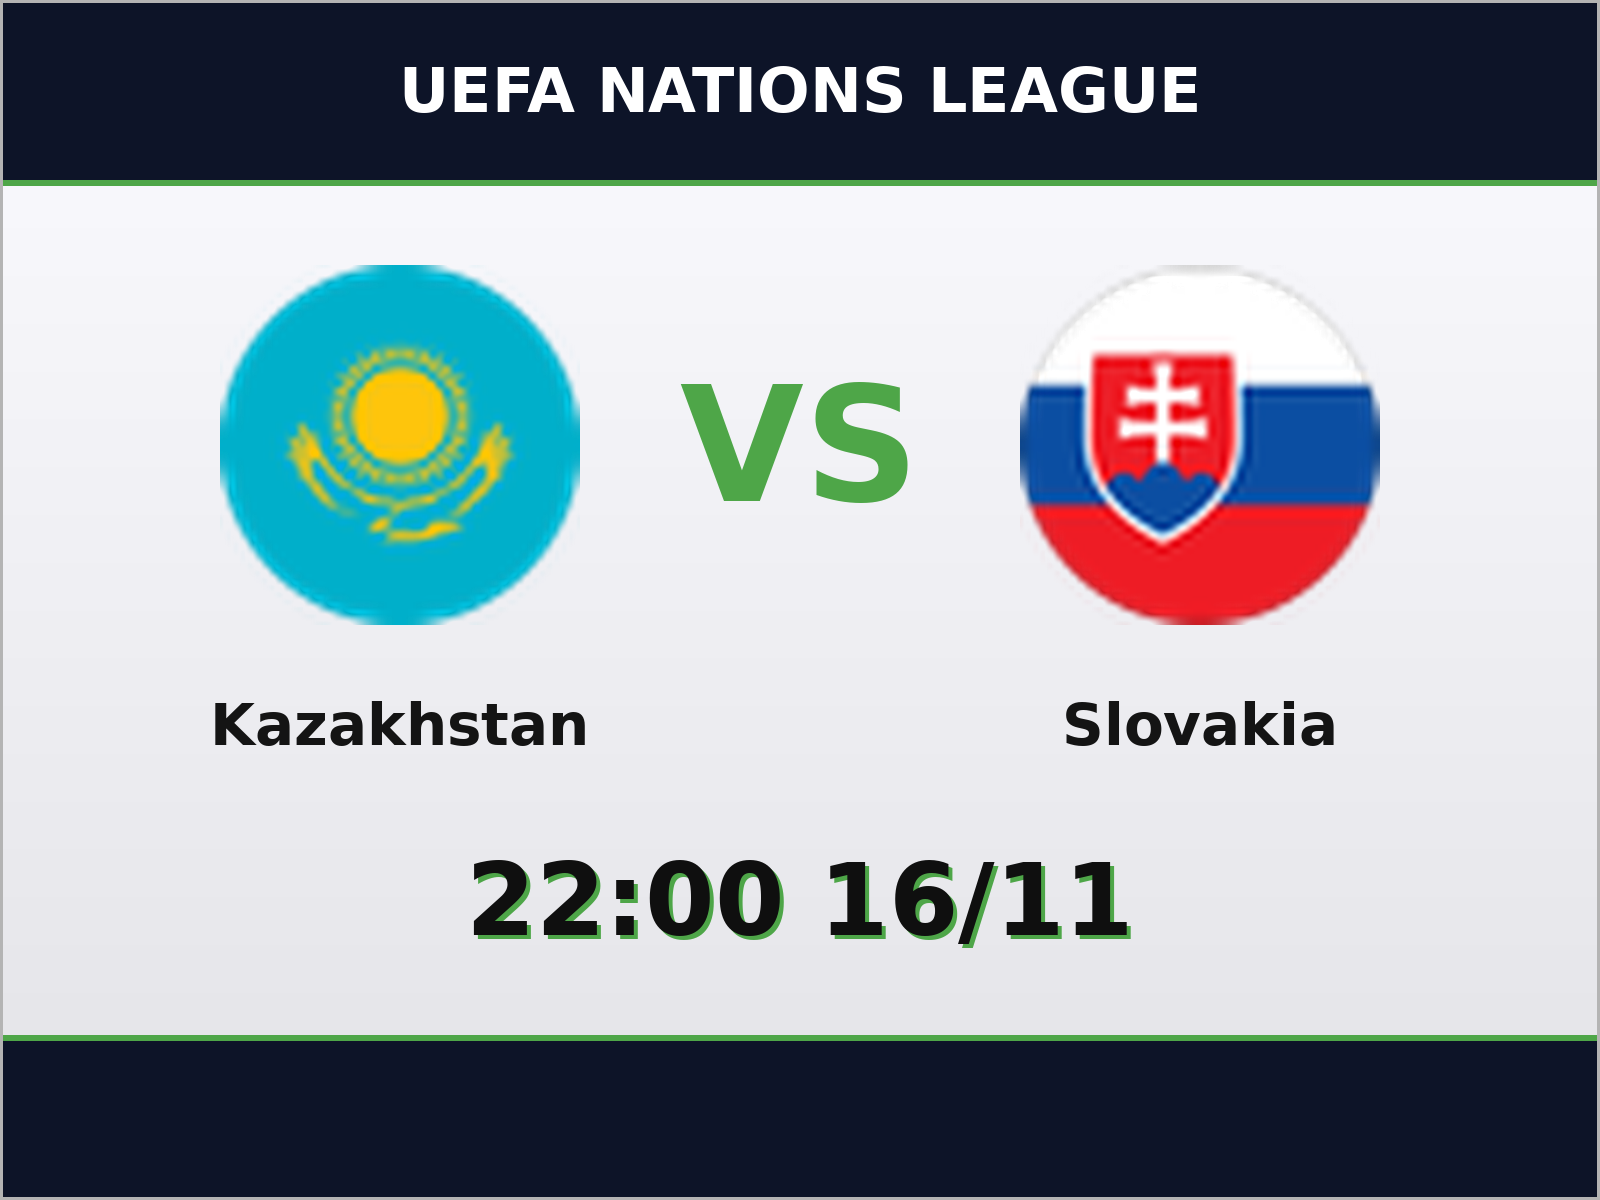 UEFA NATIONS LEAGUE
VS
Kazakhstan
Slovakia
22:00 16/11